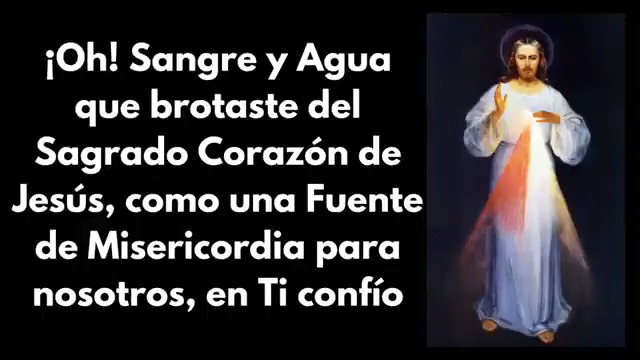 ¡Oh! Sangre y Agua
que brotaste del
Sagrado Corazón de
Jesús, como una Fuente
de Misericordia para
nosotros, en Ti confío